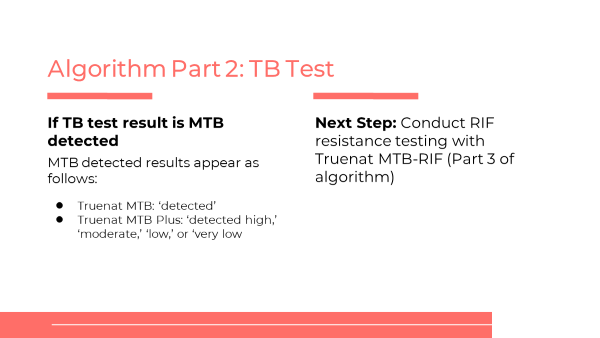 Algorithm Part 2: TB Test
If TB test result is MTB
detected
MTB detected results appear as
follows:
● Truenat MTB: ‘detected’
● Truenat MTB Plus: ‘detected high,’
‘moderate,’ ‘low,’ or ‘very low
Next Step: Conduct RIF
resistance testing with
Truenat MTB-RIF (Part 3 of
algorithm)